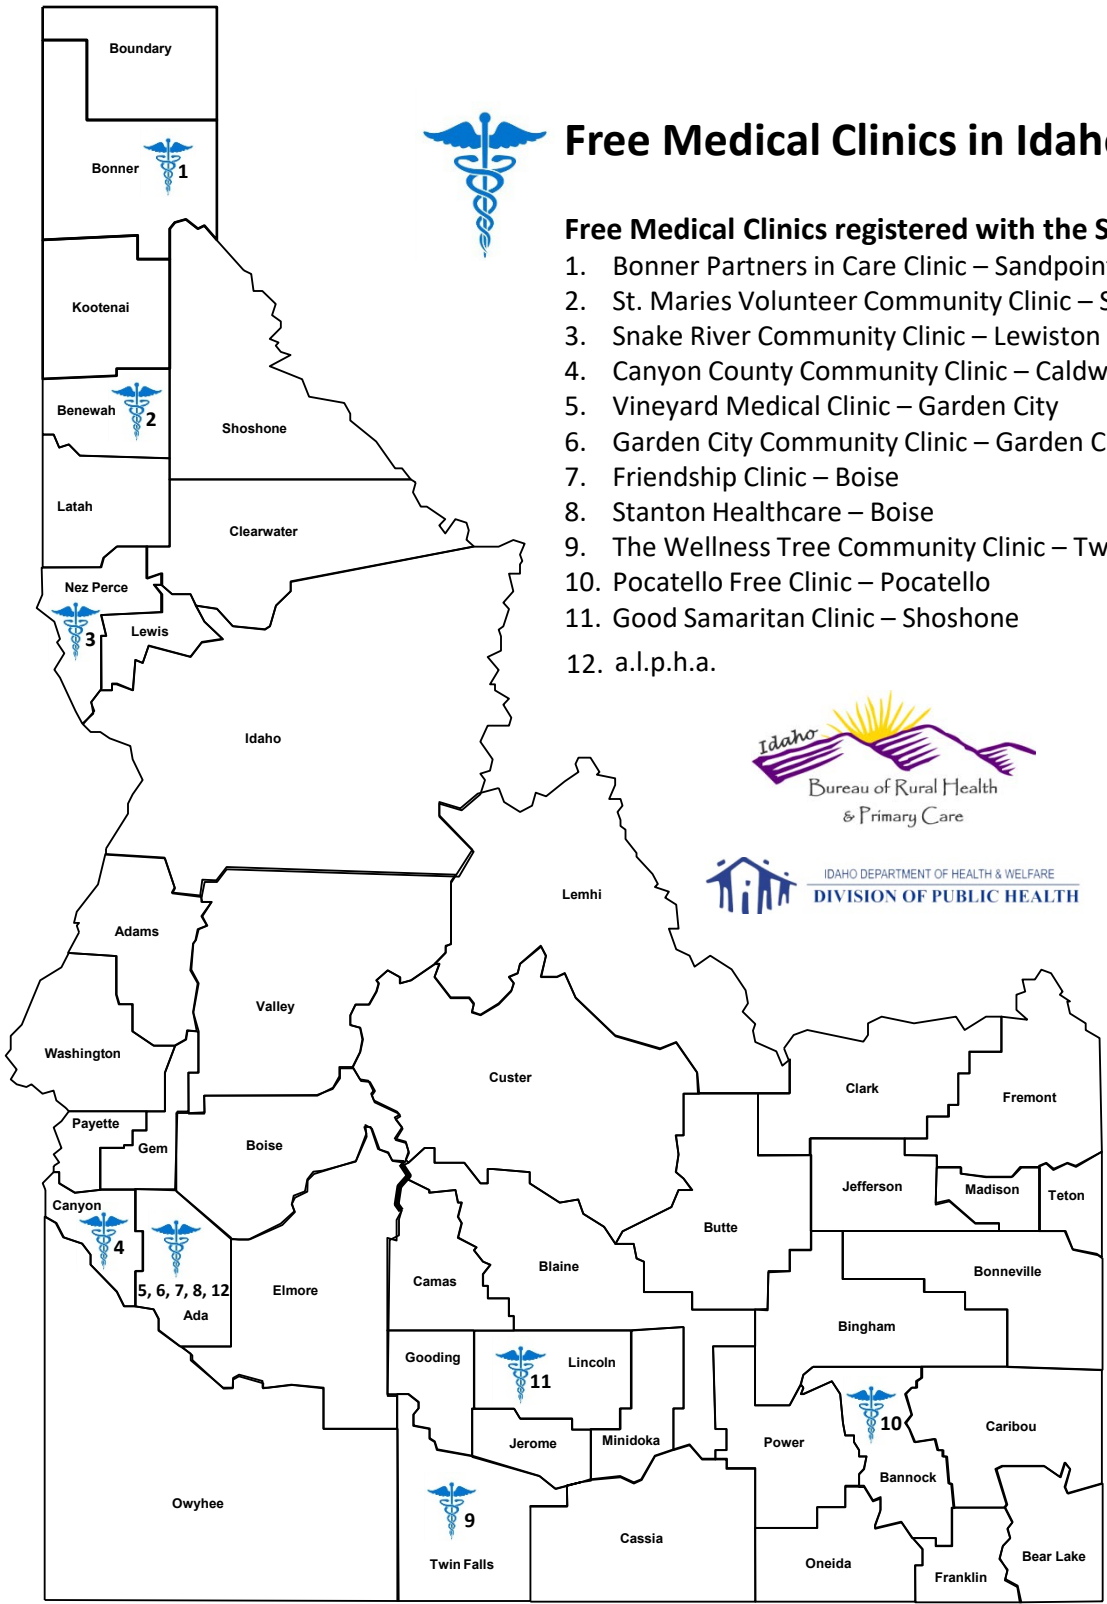 Boundary
Bonner
1
Free Medical Clinics in Idaho
Free Medical Clinics registered with the S
1. Bonner Partners in Care Clinic – Sandpoint
2. St. Maries Volunteer Community Clinic – S
3. Snake River Community Clinic – Lewiston
4. Canyon County Community Clinic – Caldw
5. Vineyard Medical Clinic – Garden City
6. Garden City Community Clinic – Garden C
7. Friendship Clinic – Boise
8. Stanton Healthcare – Boise
9. The Wellness Tree Community Clinic – Tw
10. Pocatello Free Clinic – Pocatello
11. Good Samaritan Clinic – Shoshone
12. a.l.p.h.a.
Kootenai
Benewah
2
Shoshone
Latah
Clearwater
Nez Perce
3
Lewis
Idaho
Idaho
Bureau of Rural Health
& Primary Care
IDAHO DEPARTMENT OF HEALTH & WELFARE
DIVISION OF PUBLIC HEALTH
Lemhi
Adams
Valley
Washington
Custer
Clark
Fremont
Payette
Gem
Boise
Jefferson
Madison
Teton
Canyon
4
5, 6, 7, 8, 12
Ada
Elmore
Camas
Blaine
Butte
Bonneville
Bingham
Gooding
11
Lincoln
Jerome
Minidoka
Power
10
Bannock
Caribou
Owyhee
9
Twin Falls
Cassia
Oneida
Franklin
Bear Lake